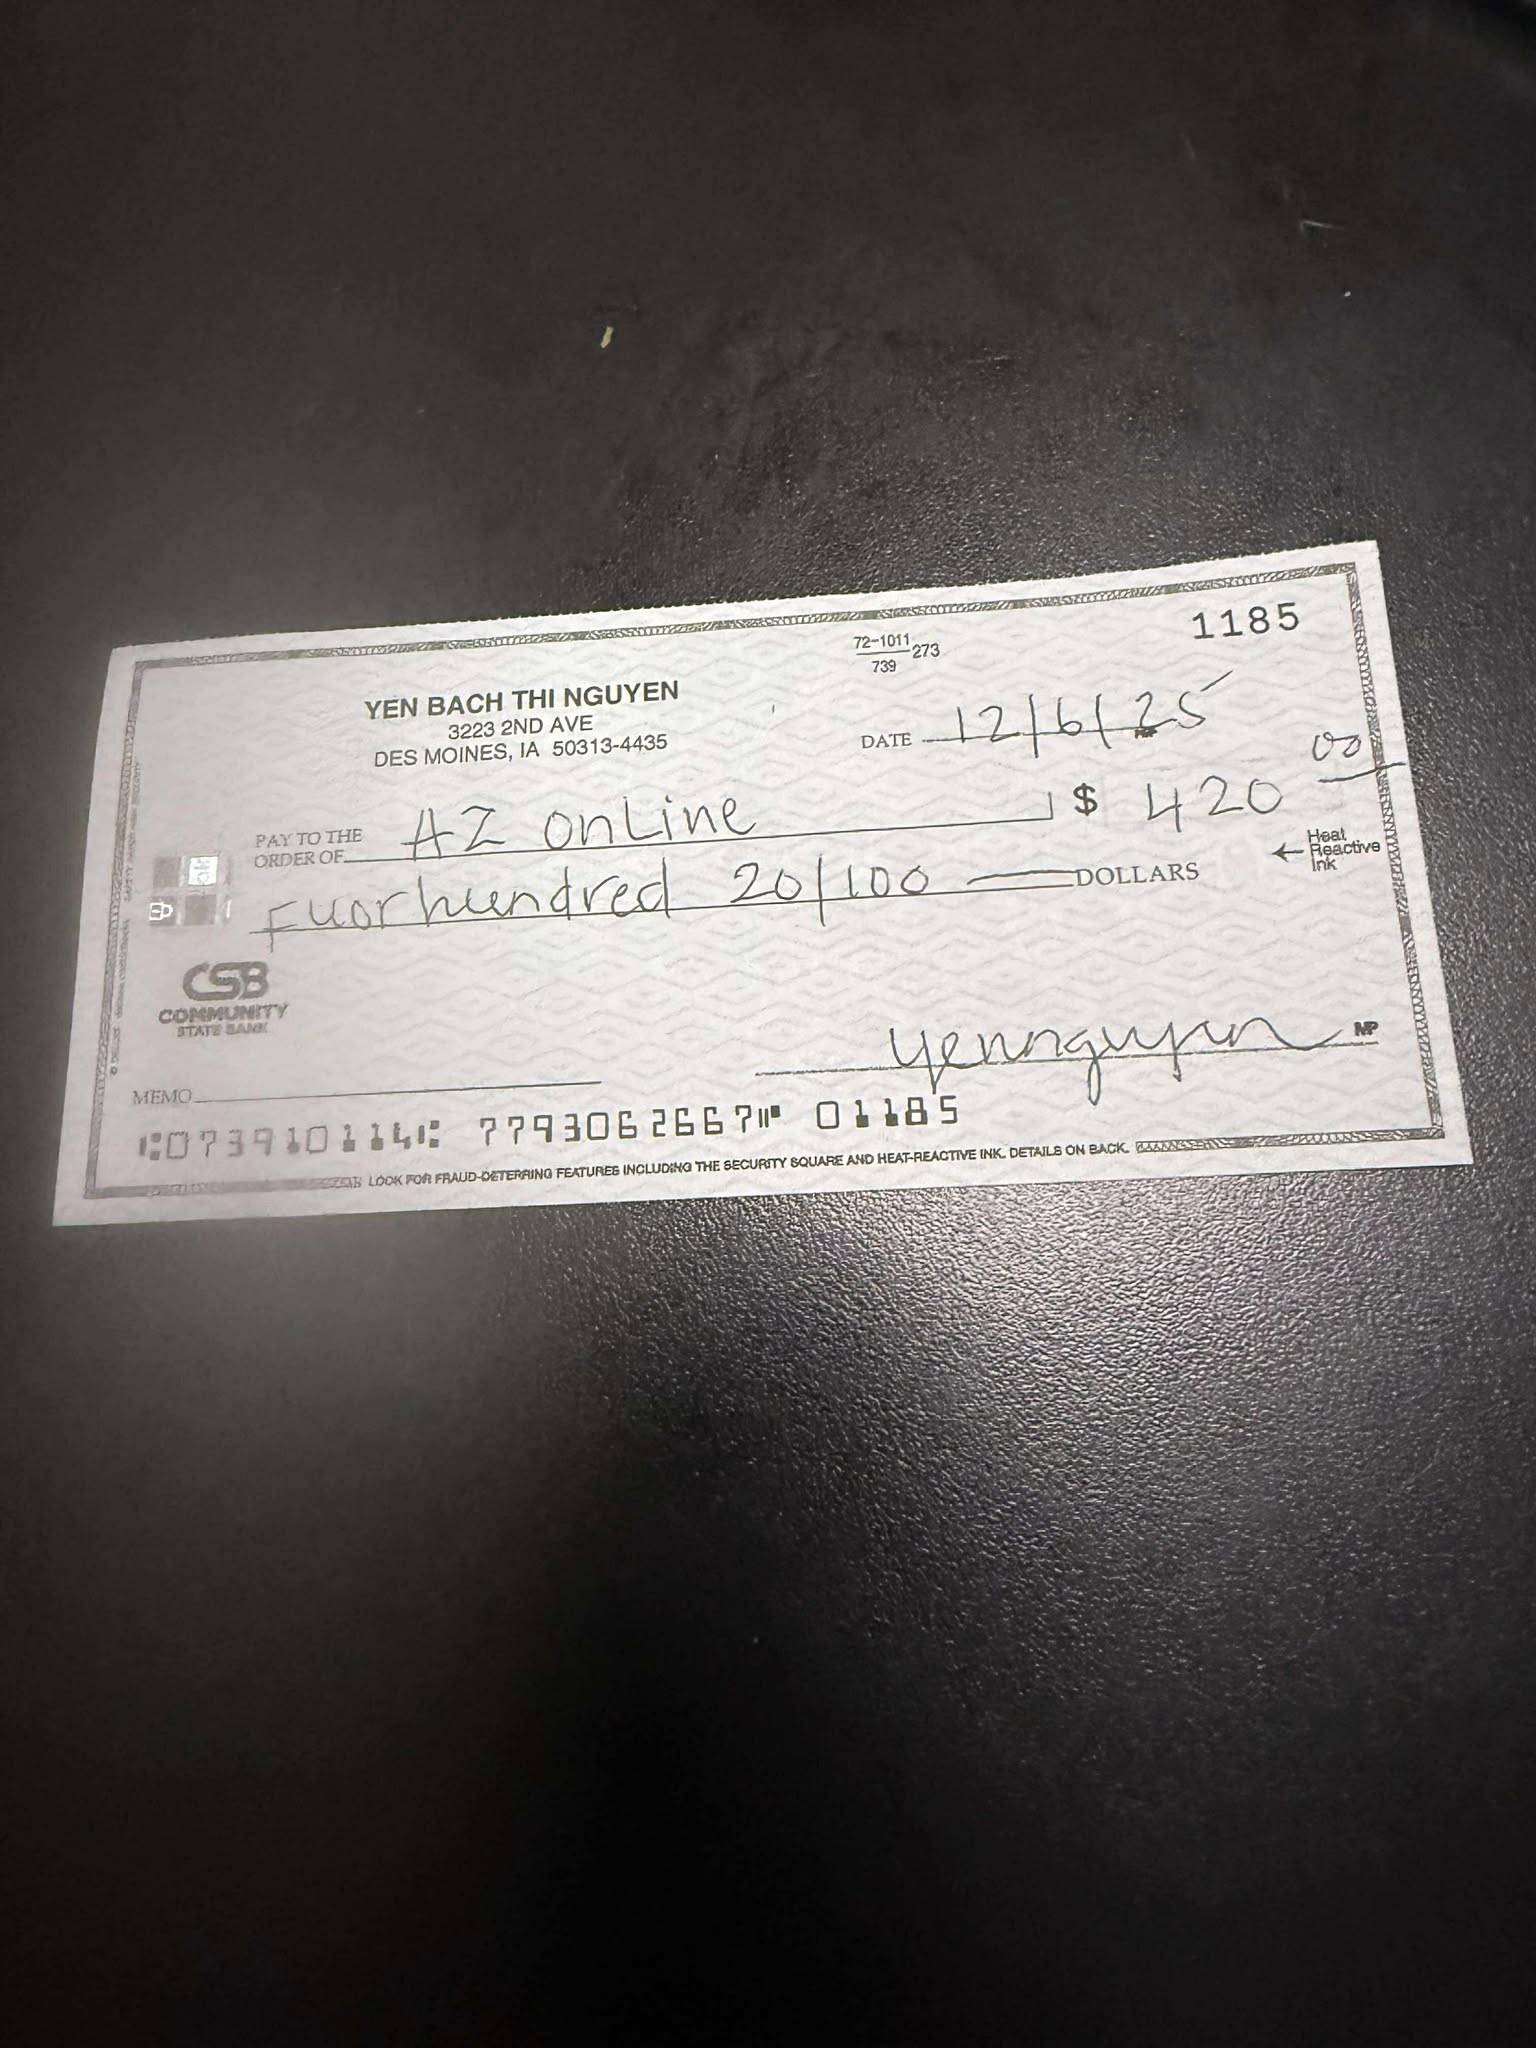 1185
72-1011
739
273
YEN BACH THI NGUYEN
3223 2ND AVE
DES MOINES, IA 50313-4435
DATE 12/6/25
PAY TO THE
ORDER OF AZ online
$ 420 00
Heat
Reactive
Ink
Fuor hundred 20/100 DOLLARS
CSB
COMMUNITY
STATE BANK
yennguyen MP
MEMO
⑆073910114⑆ 7793062667⑈ 01185
LOOK FOR FRAUD-DETERRING FEATURES INCLUDING THE SECURITY SQUARE AND HEAT-REACTIVE INK. DETAILS ON BACK.